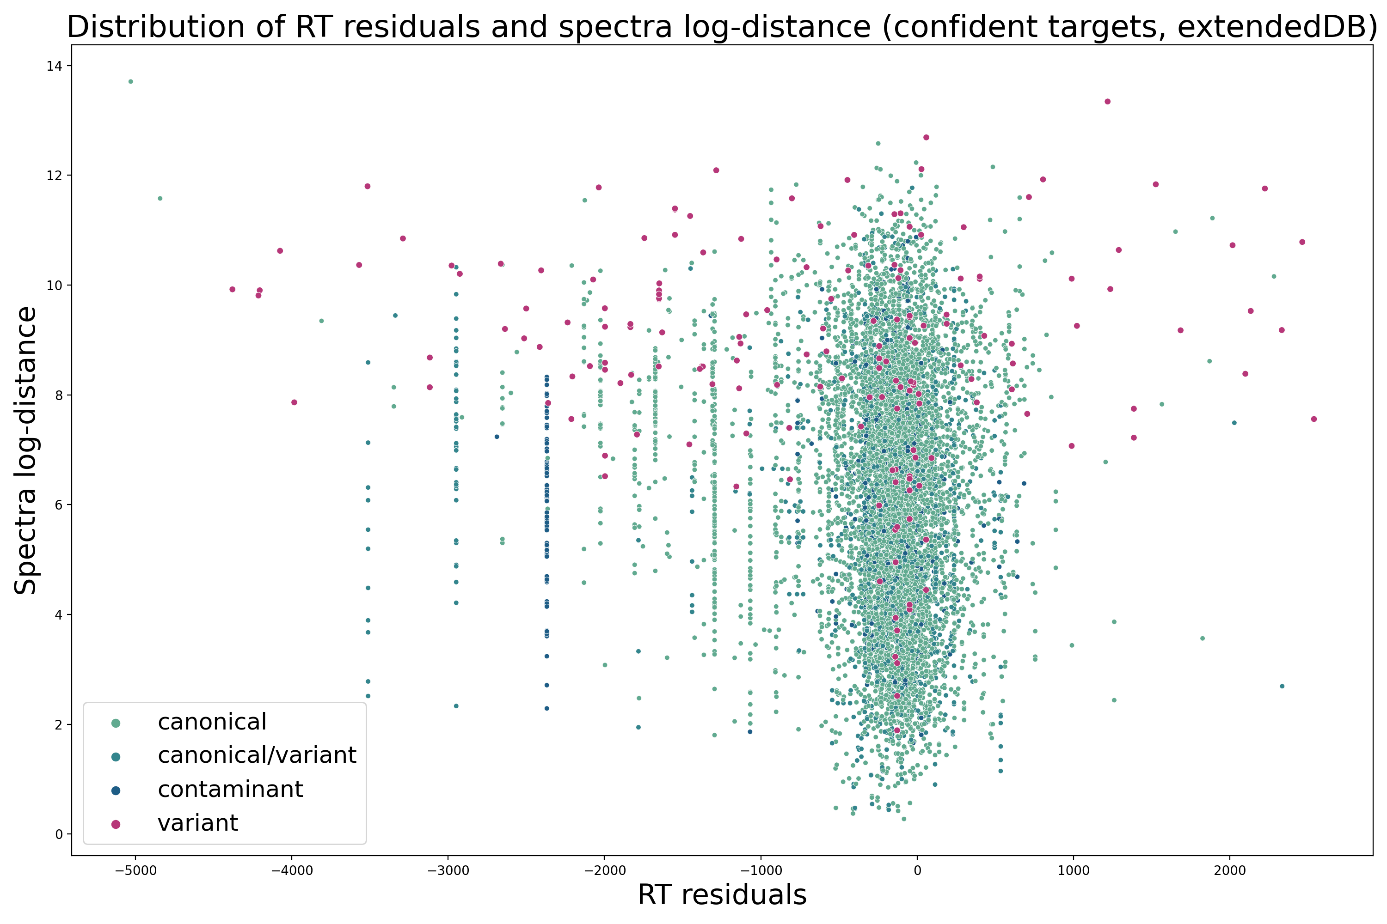 Distribution of RT residuals and spectra log-distance (confident targets, extendedDB)
14
12
10
8
6
4
2
0
Spectra log-distance
canonical
canonical/variant
contaminant
variant
−5000
−4000
−3000
−2000
−1000
0
1000
2000
RT residuals